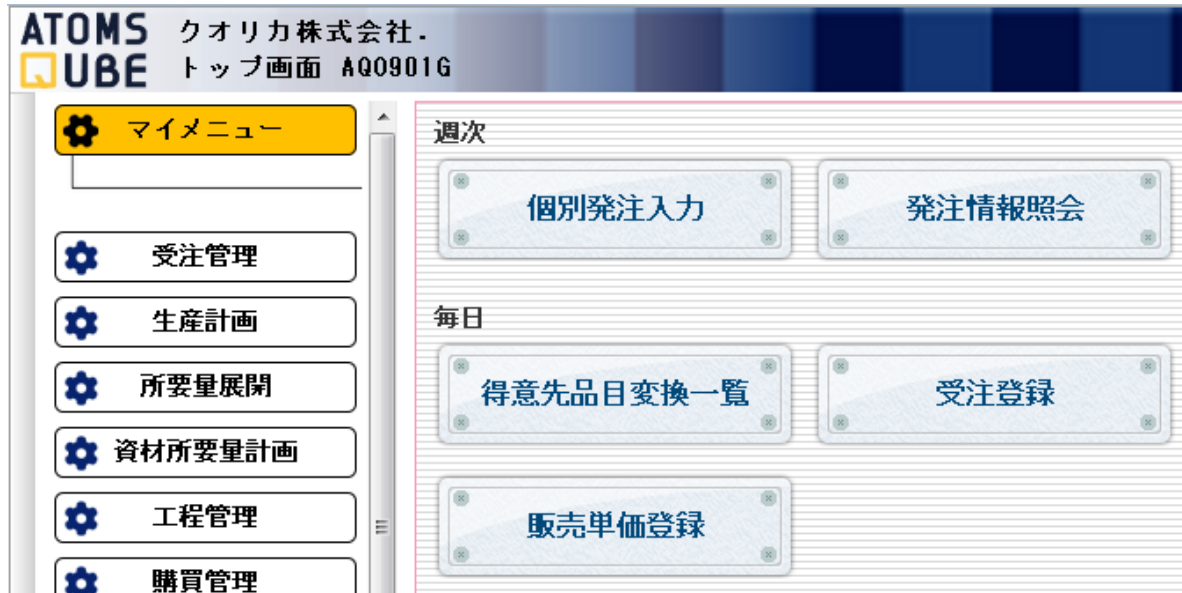 ATOMS クオリカ株式会社.
QUBE トップ画面 AQ0901G
マイメニュー
受注管理
生産計画
所要量展開
資材所要量計画
工程管理
購買管理
週次
個別発注入力
発注情報照会
毎日
得意先品目変換一覧
受注登録
販売単価登録